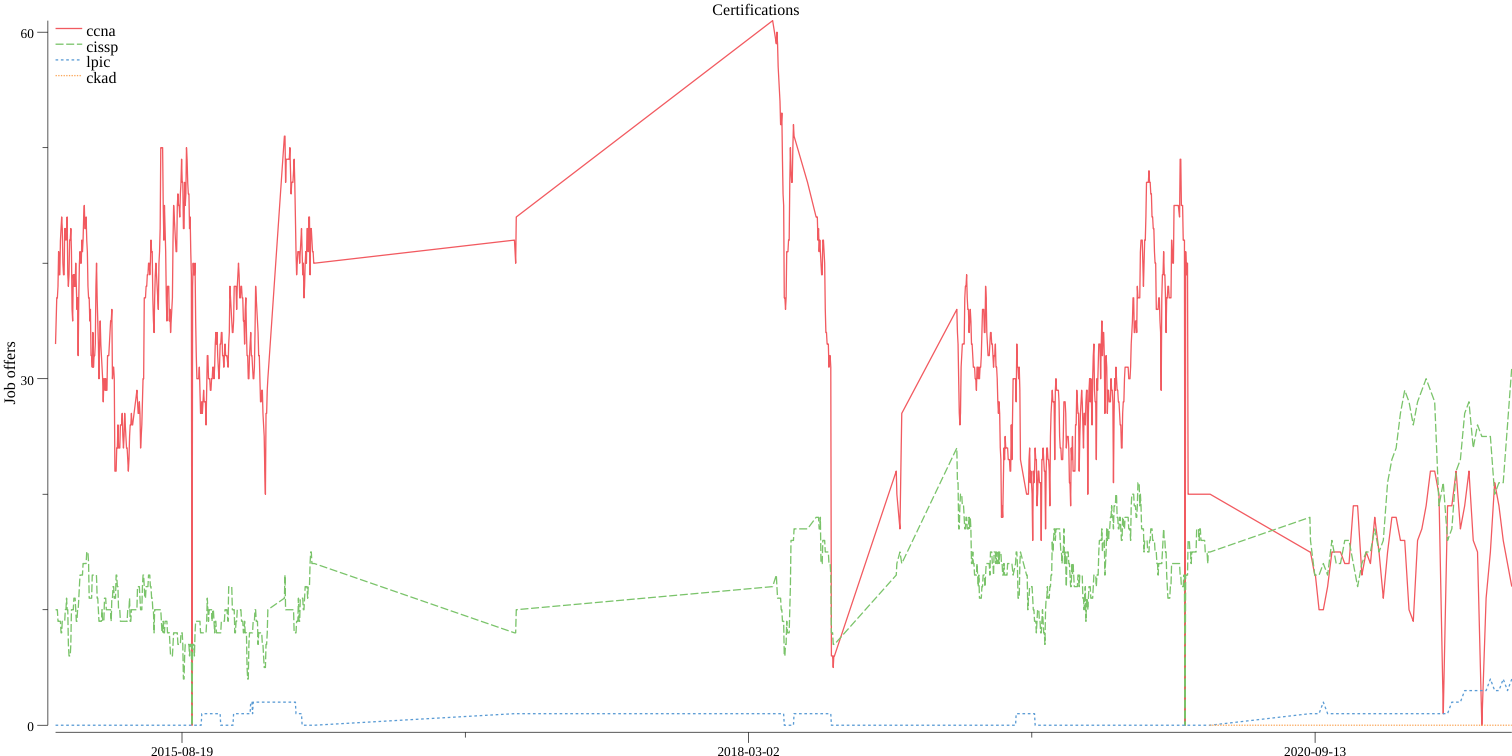 Certifications
60
ccna
cissp
lpic
ckad
Job offers
30
0
2015-08-19
2018-03-02
2020-09-13